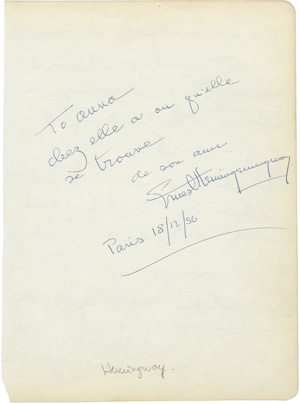 To anna
chez elle a ou qu'elle
se trouve
de son ami
Ernest Hemingway
Paris 18/12/56
Hemingway.